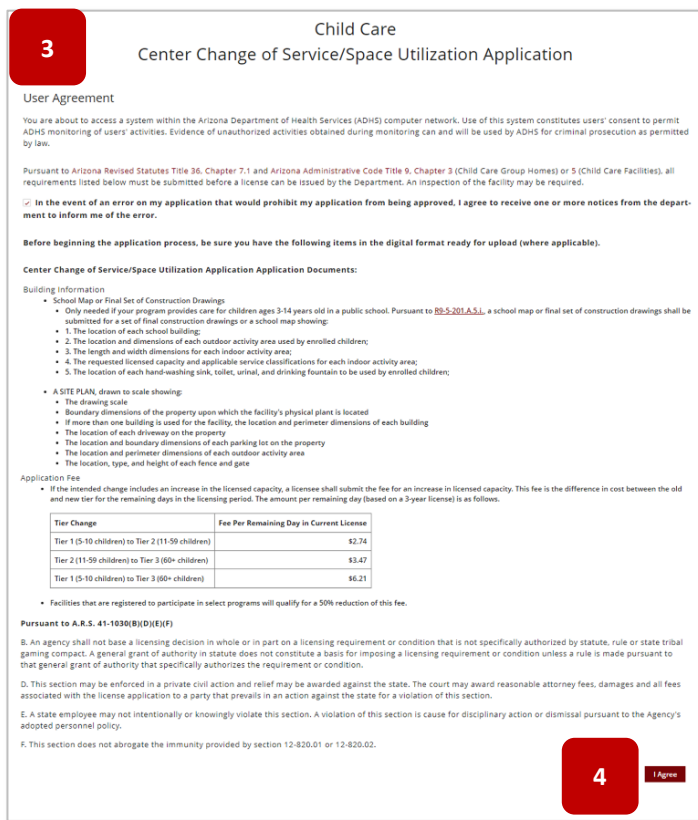 3
Child Care
Center Change of Service/Space Utilization Application
User Agreement
You are about to access a system within the Arizona Department of Health Services (ADHS) computer network. Use of this system constitutes users' consent to permit
ADHS monitoring of users' activities. Evidence of unauthorized activities obtained during monitoring can and will be used by ADHS for criminal prosecution as permitted
by law.
Pursuant to Arizona Revised Statutes Title 36, Chapter 7.1 and Arizona Administrative Code Title 9, Chapter 3 (Child Care Group Homes) or 5 (Child Care Facilities), all
requirements listed below must be submitted before a license can be issued by the Department. An inspection of the facility may be required.
In the event of an error on my application that would prohibit my application from being approved, I agree to receive one or more notices from the depart-
ment to inform me of the error.
Before beginning the application process, be sure you have the following items in the digital format ready for upload (where applicable).
Center Change of Service/Space Utilization Application Application Documents:
Building Information
• School Map or Final Set of Construction Drawings
• Only needed if your program provides care for children ages 3-14 years old in a public school. Pursuant to R9-5-201.A.5.i., a school map or final set of construction drawings shall be
submitted for a set of final construction drawings or a school map showing:
• 1. The location of each school building;
• 2. The location and dimensions of each outdoor activity area used by enrolled children;
• 3. The length and width dimensions for each indoor activity area;
• 4. The requested licensed capacity and applicable service classifications for each indoor activity area;
• 5. The location of each hand-washing sink, toilet, urinal, and drinking fountain to be used by enrolled children;
• A SITE PLAN, drawn to scale showing:
• The drawing scale
• Boundary dimensions of the property upon which the facility's physical plant is located
• If more than one building is used for the facility, the location and perimeter dimensions of each building
• The location of each driveway on the property
• The location and boundary dimensions of each parking lot on the property
• The location and perimeter dimensions of each outdoor activity area
• The location, type, and height of each fence and gate
Application Fee
• If the intended change includes an increase in the licensed capacity, a licensee shall submit the fee for an increase in licensed capacity. This fee is the difference in cost between the old
and new tier for the remaining days in the licensing period. The amount per remaining day (based on a 3-year license) is as follows.
Tier Change Fee Per Remaining Day in Current License
Tier 1 (5-10 children) to Tier 2 (11-59 children) $2.74
Tier 2 (11-59 children) to Tier 3 (60+ children) $3.47
Tier 1 (5-10 children) to Tier 3 (60+ children) $6.21
• Facilities that are registered to participate in select programs will qualify for a 50% reduction of this fee.
Pursuant to A.R.S. 41-1030(B)(D)(E)(F)
B. An agency shall not base a licensing decision in whole or in part on a licensing requirement or condition that is not specifically authorized by statute, rule or state tribal
gaming compact. A general grant of authority in statute does not constitute a basis for imposing a licensing requirement or condition unless a rule is made pursuant to
that general grant of authority that specifically authorizes the requirement or condition.
D. This section may be enforced in a private civil action and relief may be awarded against the state. The court may award reasonable attorney fees, damages and all fees
associated with the license application to a party that prevails in an action against the state for a violation of this section.
E. A state employee may not intentionally or knowingly violate this section. A violation of this section is cause for disciplinary action or dismissal pursuant to the Agency's
adopted personnel policy.
F. This section does not abrogate the immunity provided by section 12-820.01 or 12-820.02.
4
I Agree